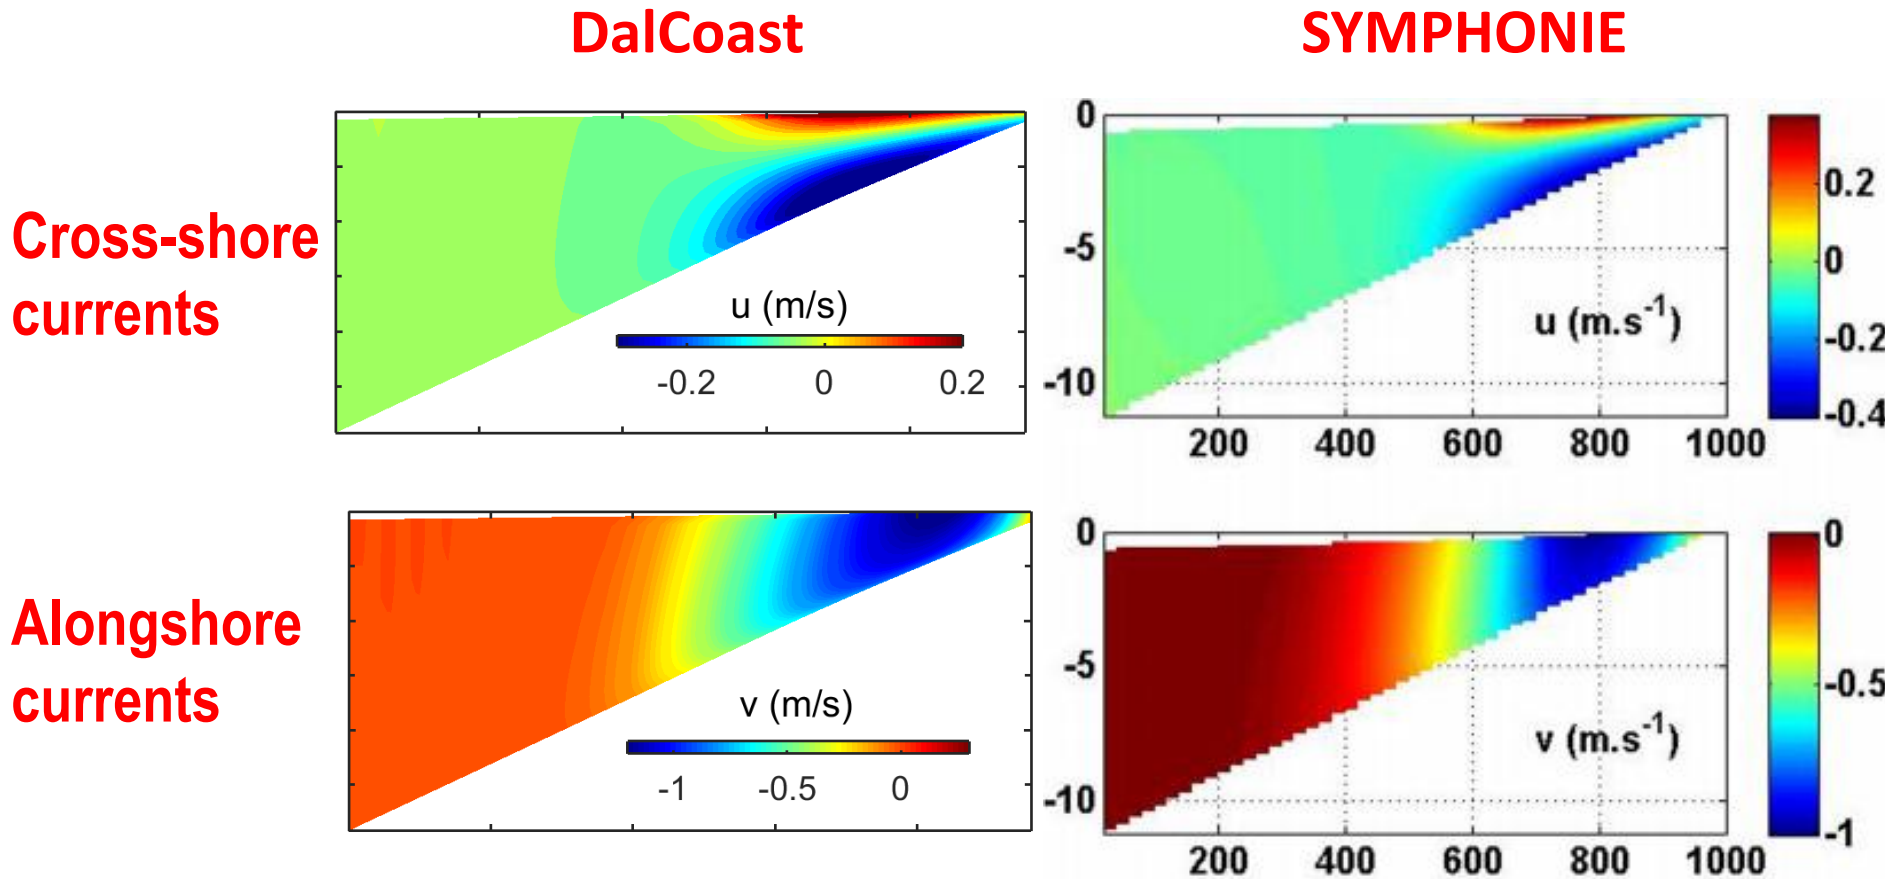 DalCoast
SYMPHONIE
Cross-shore
currents
u (m/s)
-0.2 0 0.2
0
-5
-10
200 400 600 800 1000
u (m.s⁻¹)
0.2
0
-0.2
-0.4
Alongshore
currents
v (m/s)
-1 -0.5 0
0
-5
-10
200 400 600 800 1000
v (m.s⁻¹)
0
-0.5
-1